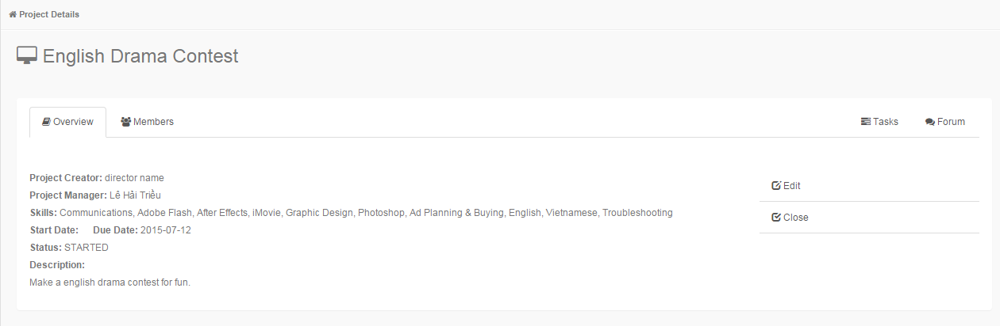 Project Details
English Drama Contest
Overview Members Tasks Forum
Project Creator: director name
Project Manager: Lê Hải Triều
Skills: Communications, Adobe Flash, After Effects, iMovie, Graphic Design, Photoshop, Ad Planning & Buying, English, Vietnamese, Troubleshooting
Start Date: Due Date: 2015-07-12
Status: STARTED
Description:
Make a english drama contest for fun.
Edit
Close